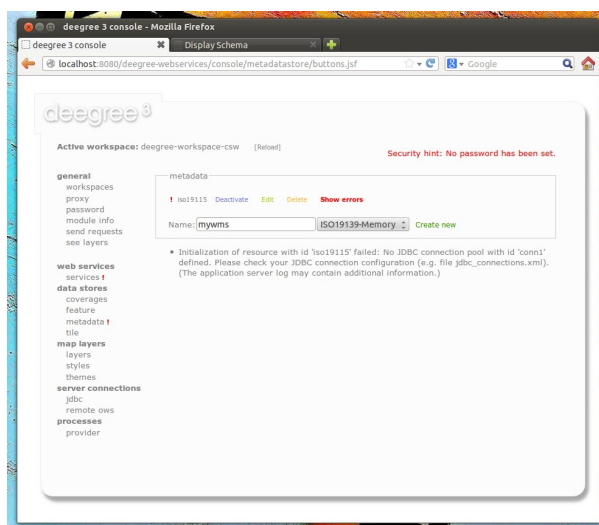 deegree 3 console - Mozilla Firefox
deegree 3 console
Display Schema
localhost:8080/deegree-webservices/console/metadatastore/buttons.jsf
Google
deegree 3
Active workspace: deegree-workspace-csw [Reload]
Security hint: No password has been set.
general
workspaces
proxy
password
module info
send requests
see layers
web services
services !
data stores
coverages
feature
metadata !
tile
map layers
layers
styles
themes
server connections
jdbc
remote ows
processes
provider
metadata
! iso19115 Deactivate Edit Delete Show errors
Name: mywms ISO19139-Memory Create new
• Initialization of resource with id 'iso19115' failed: No JDBC connection pool with id 'conn1'
defined. Please check your JDBC connection configuration (e.g. file jdbc_connections.xml).
(The application server log may contain additional information.)